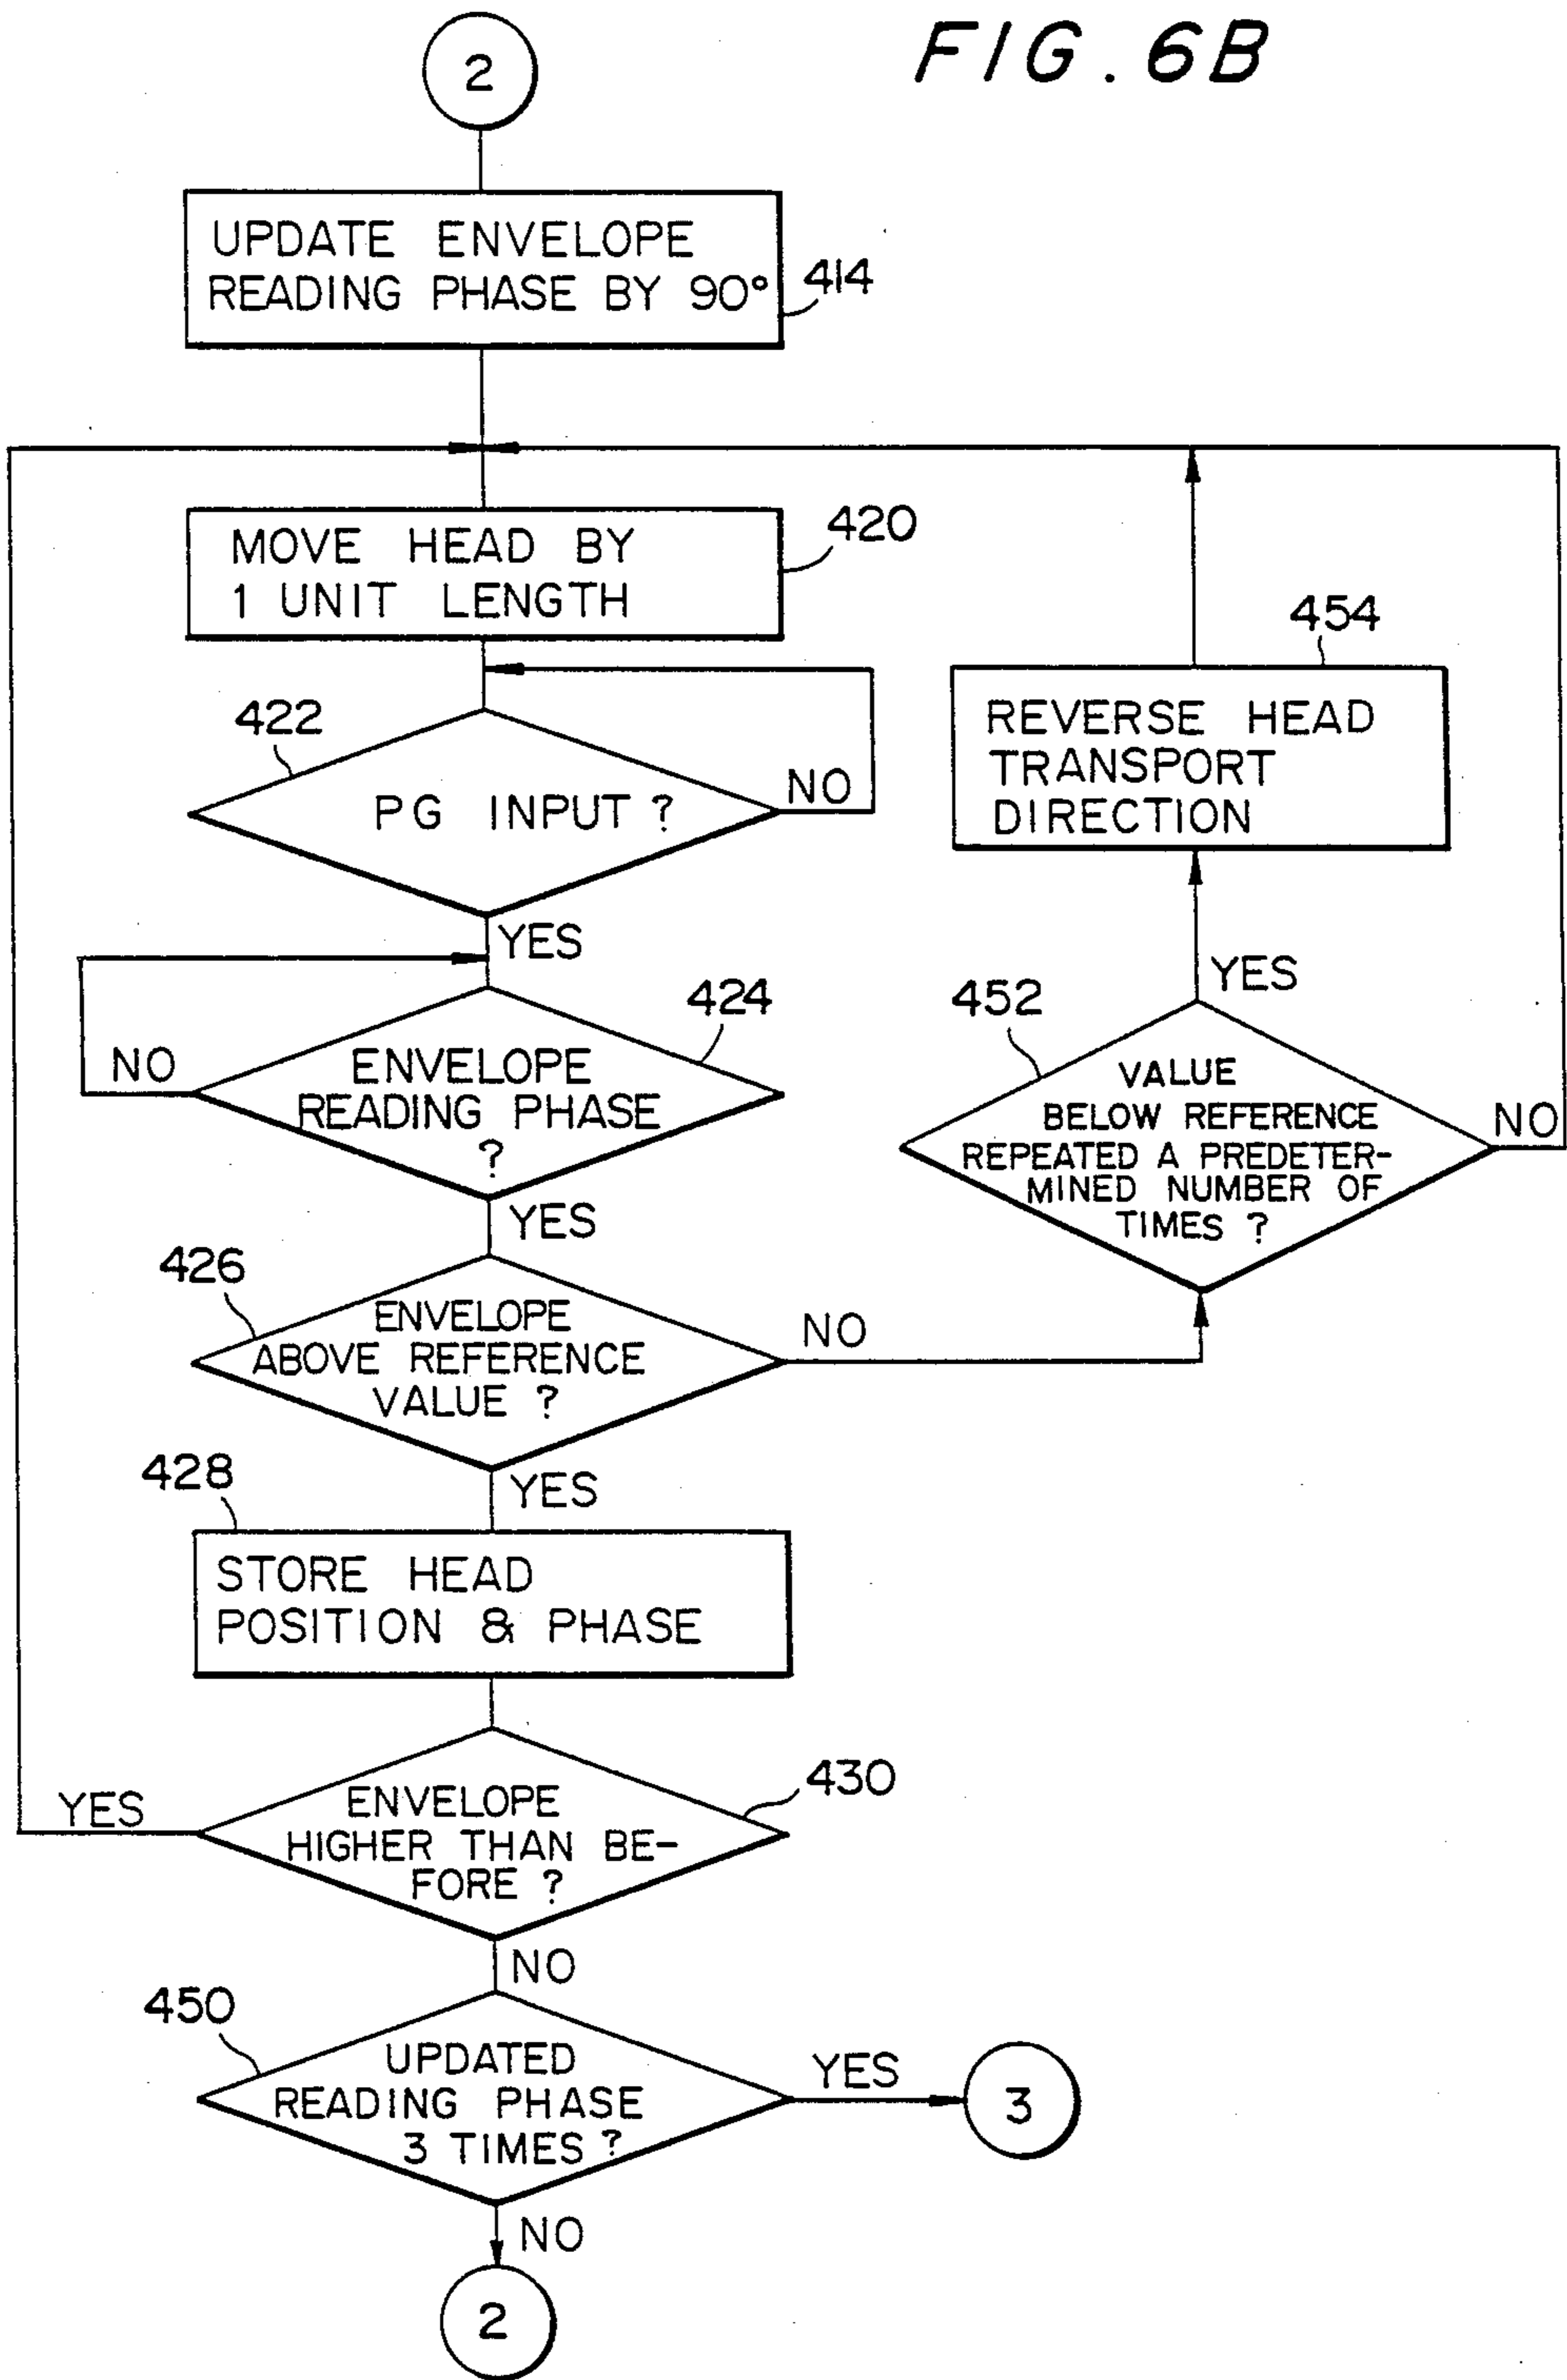 FIG. 6B
2
UPDATE ENVELOPE
READING PHASE BY 90°
414
MOVE HEAD BY
1 UNIT LENGTH
420
422
PG INPUT ?
NO
YES
424
ENVELOPE
READING PHASE
?
NO
YES
426
ENVELOPE
ABOVE REFERENCE
VALUE ?
NO
YES
454
REVERSE HEAD
TRANSPORT
DIRECTION
YES
452
VALUE
BELOW REFERENCE
REPEATED A PREDETER-
MINED NUMBER OF
TIMES ?
NO
428
STORE HEAD
POSITION & PHASE
430
ENVELOPE
HIGHER THAN BE-
FORE ?
YES
NO
450
UPDATED
READING PHASE
3 TIMES ?
YES
3
NO
2